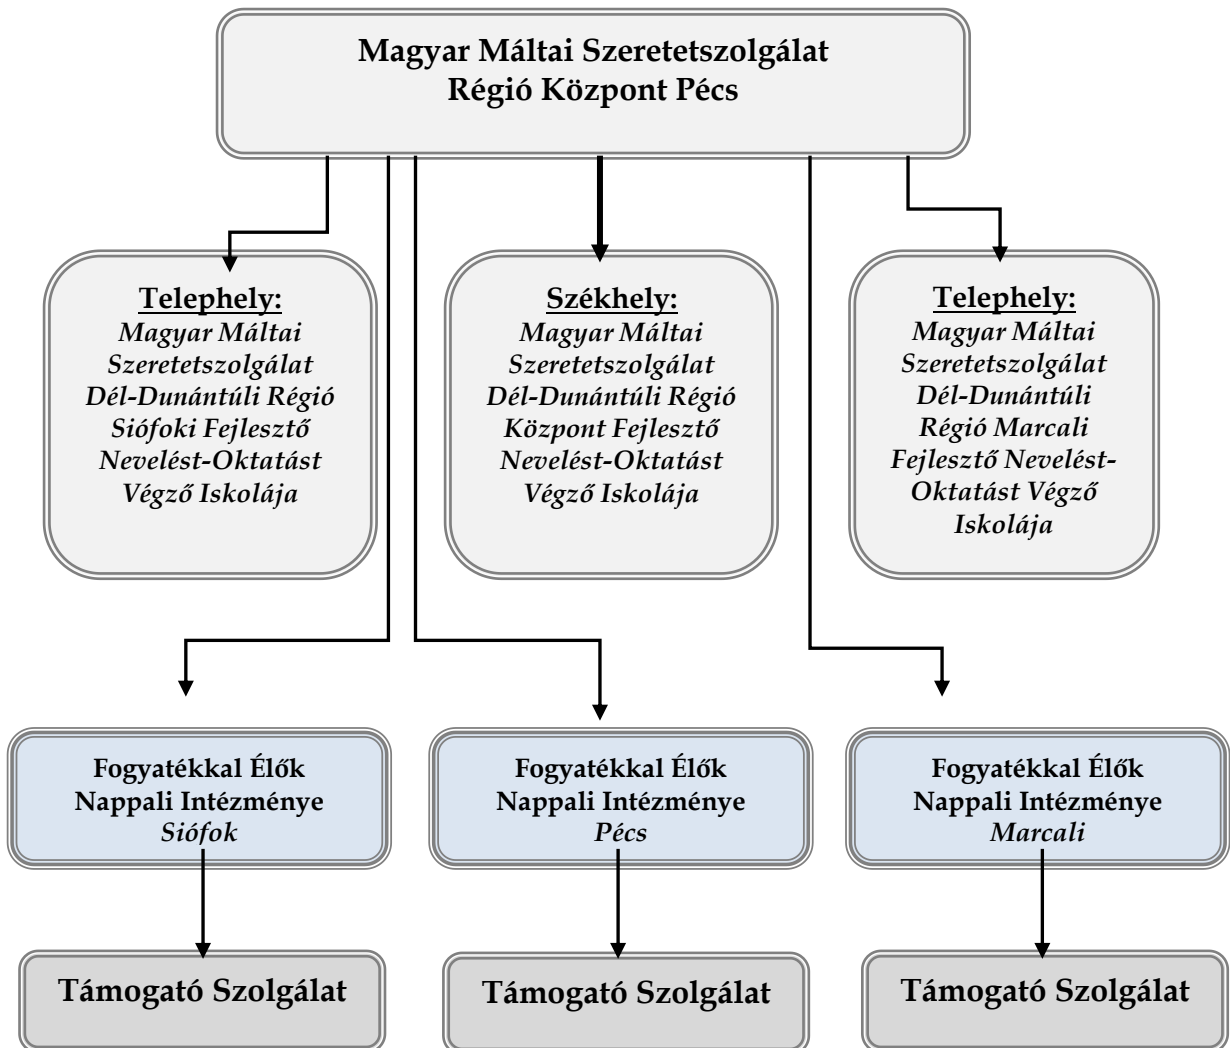 Magyar Máltai Szeretetszolgálat
Régió Központ Pécs
Telephely:
Magyar Máltai
Szeretetszolgálat
Dél-Dunántúli Régió
Siófoki Fejlesztő
Nevelést-Oktatást
Végző Iskolája
Székhely:
Magyar Máltai
Szeretetszolgálat
Dél-Dunántúli Régió
Központ Fejlesztő
Nevelést-Oktatást
Végző Iskolája
Telephely:
Magyar Máltai
Szeretetszolgálat
Dél-Dunántúli
Régió Marcali
Fejlesztő Nevelést-
Oktatást Végző
Iskolája
Fogyatékkal Élők
Nappali Intézménye
Siófok
Fogyatékkal Élők
Nappali Intézménye
Pécs
Fogyatékkal Élők
Nappali Intézménye
Marcali
Támogató Szolgálat
Támogató Szolgálat
Támogató Szolgálat